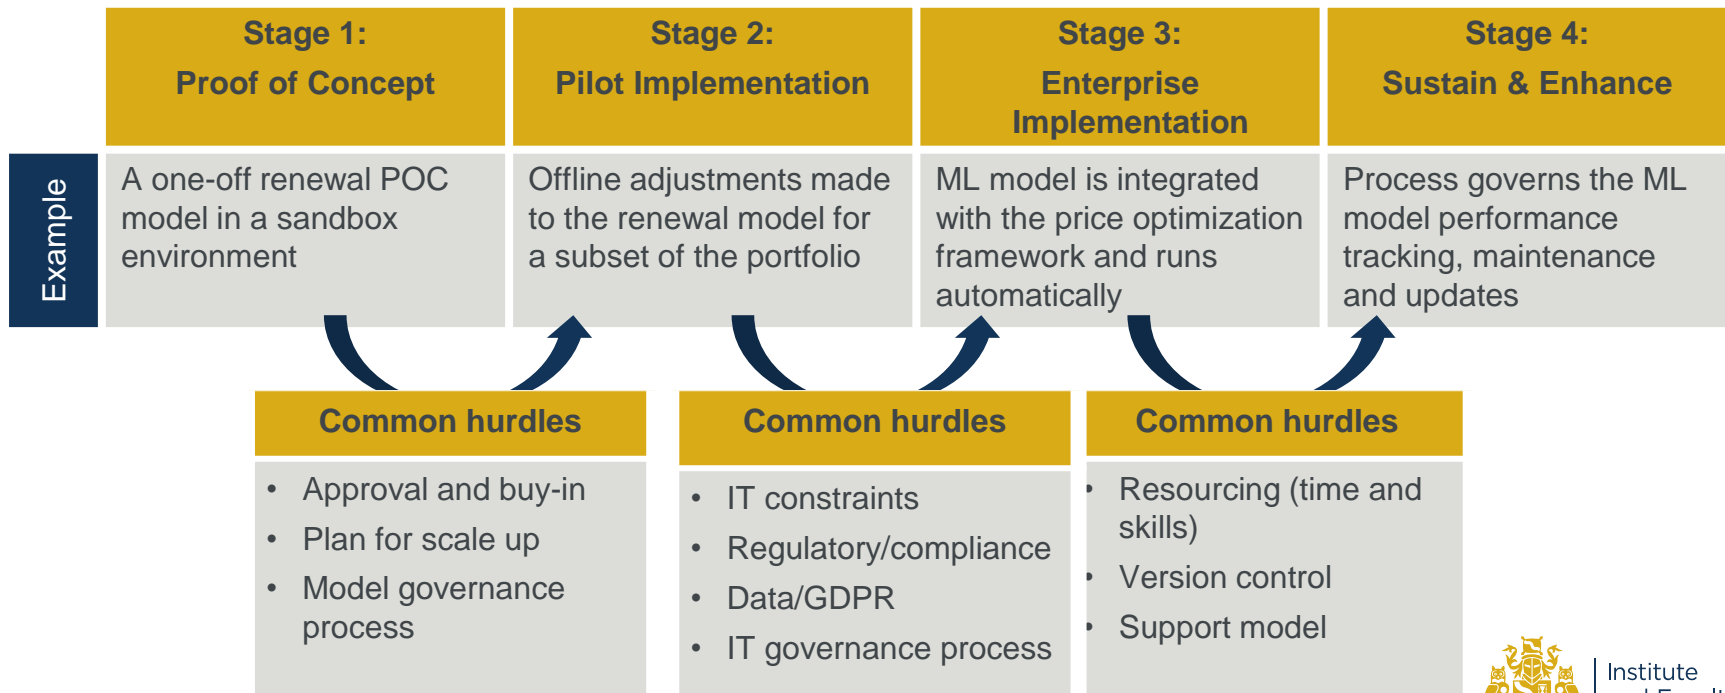 Stage 1:
Proof of Concept
Stage 2:
Pilot Implementation
Stage 3:
Enterprise
Implementation
Stage 4:
Sustain & Enhance
Example
A one-off renewal POC
model in a sandbox
environment
Offline adjustments made
to the renewal model for
a subset of the portfolio
ML model is integrated
with the price optimization
framework and runs
automatically
Process governs the ML
model performance
tracking, maintenance
and updates
Common hurdles
• Approval and buy-in
• Plan for scale up
• Model governance
process
Common hurdles
• IT constraints
• Regulatory/compliance
• Data/GDPR
• IT governance process
Common hurdles
• Resourcing (time and
skills)
• Version control
• Support model
Institute